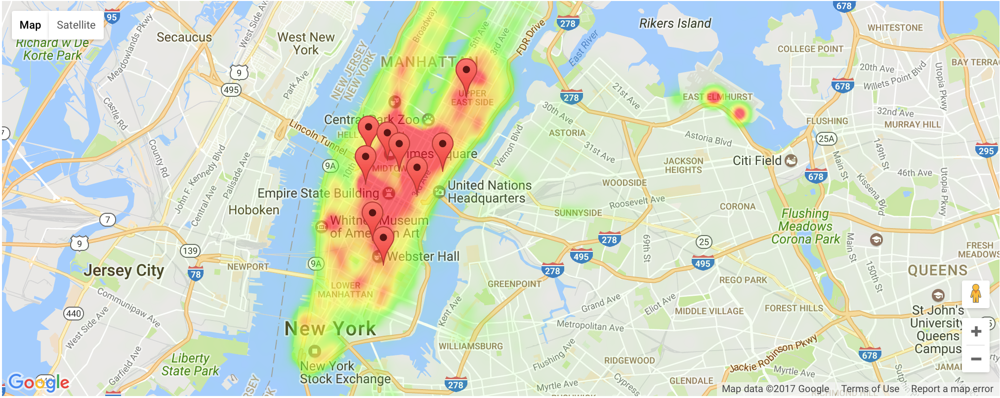 Map
Satellite
95
678
Rikers Island
278
WHITESTONE
Secaucus
West New
York
West Side Av
Meadowlands Pkwy
Richard W De
Korte Park
Broadway
5th Ave
3rd Ave
FDR Drive
East River
COLLEGE POINT
20th Ave
Willets Point Blvd
Utopia Pkwy
BAY TERRAC
MANHATTAN
NEW JERSEY
NEW YORK
9
495
Park Ave
678
278
21st Ave
EAST ELMHURST
UPPER
EAST SIDE
Castle Rd
30th Ave
32nd Ave
MURRAY HILL
FLUSHING
Central Park Zoo
HELL
Lincoln Tunnel
ASTORIA
Astoria Blvd
25A
149th St
295
7
County Rd
John F. Kennedy Blvd
Palisade Ave
Central Ave
31st Ave
Vernon Blvd
Times Square
9A
10th
MIDTOW
3rd Ave
JACKSON
HEIGHTS
Citi Field
Main St
678
46th Ave
Kissena Blvd
Utopia Pkwy
Empire State Building
United Nations
Headquarters
WOODSIDE
Roosevelt Ave
CORONA
Hoboken
SUNNYSIDE
Flushing
Meadows
Corona Park
7
Whitney Museum
of American Art
9
139
278
69th St
25
Main St
FRESH
MEADOWS
495
495
Webster Hall
9A
78
NEWPORT
Jersey City
278
150th St
QUEENS
LOWER
MANHATTAN
GREENPOINT
REGO PARK
Communipaw Ave
440
West Side Ave
Kent Ave
Grand Ave
Eliot Ave
MIDDLE VILLAGE
FOREST HILLS
St John's
University
Queens
Campus
New York
Metropolitan Ave
WILLIAMSBURG
Flushing Ave
RIDGEWOOD
Jackie Robinson Pkwy
678
Liberty
State Park
Garfield Ave
New York
Stock Exchange
278
Myrtle Ave
Cypress
Myrtle Ave
GLENDALE
JAMAI
Sutphin
440
Google
RICHMOND HILL
Map data ©2017 Google
Terms of Use
Report a map error